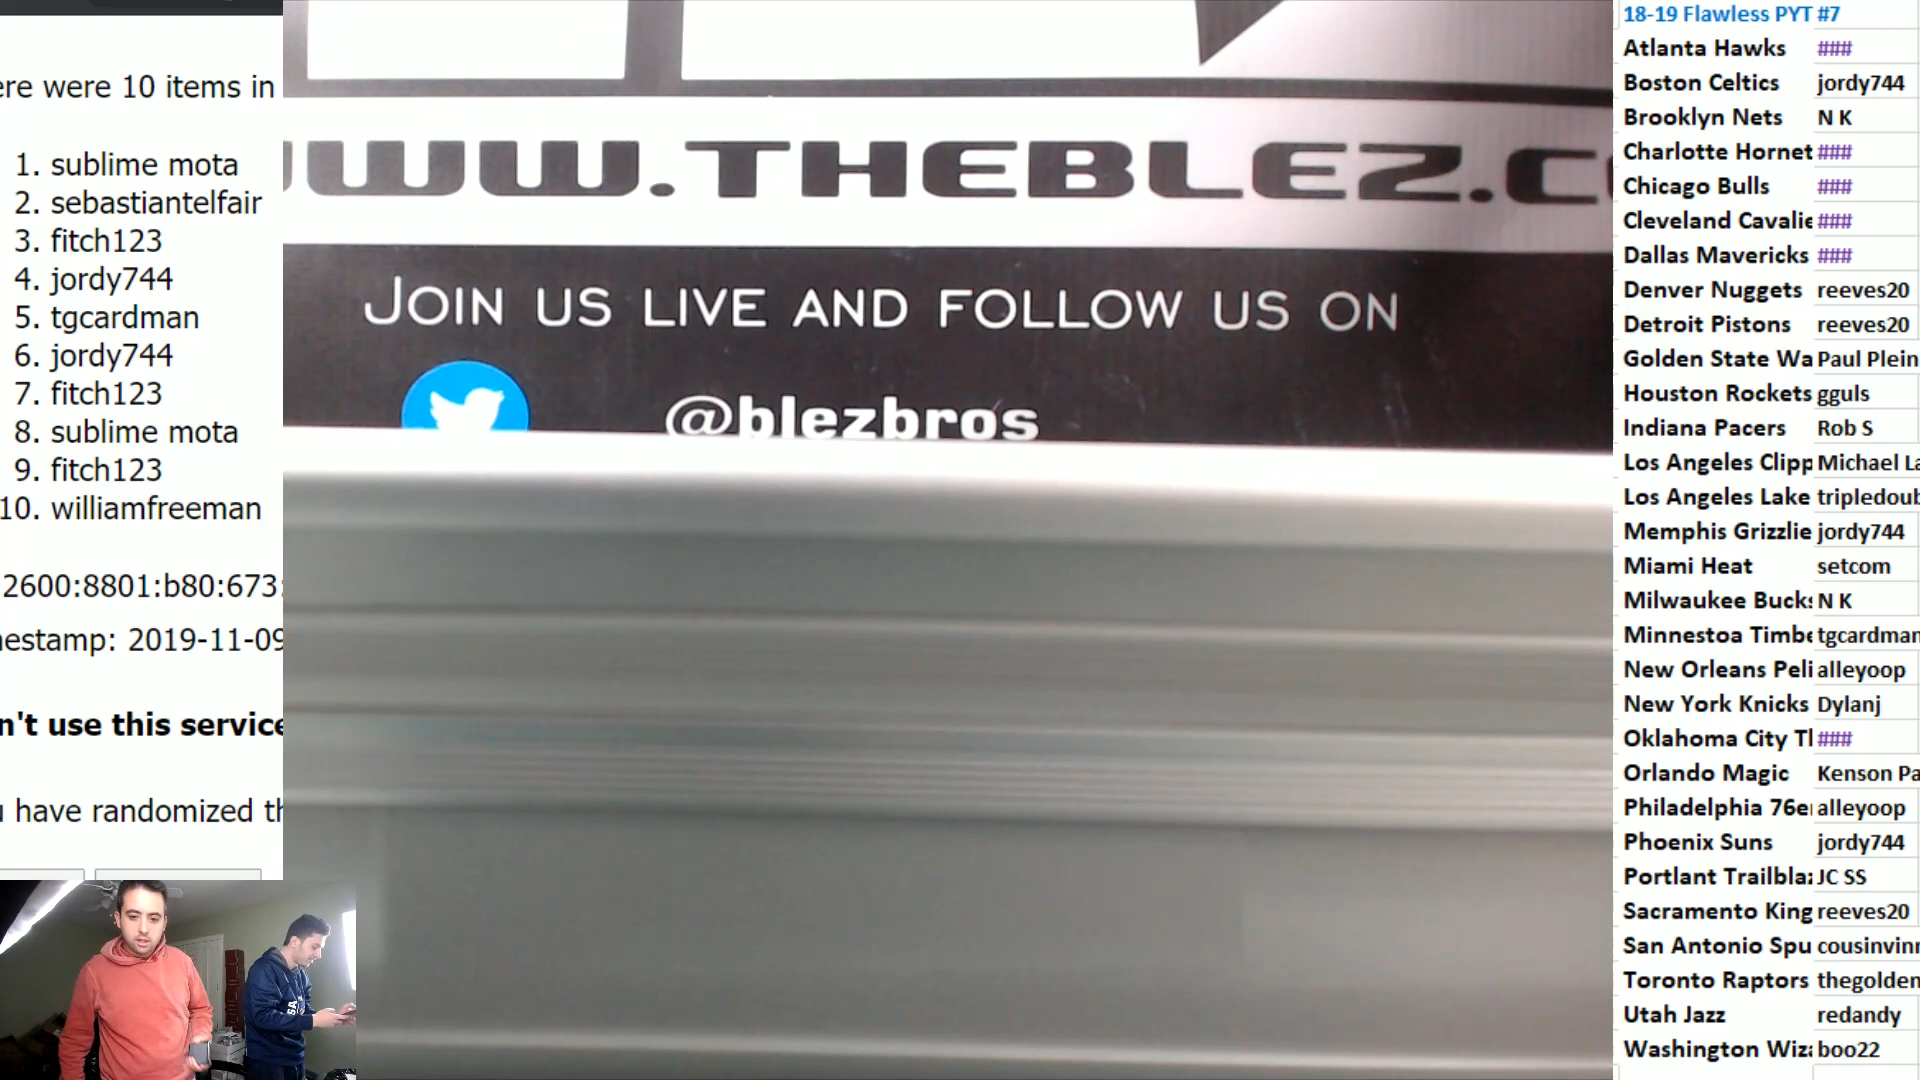 ere were 10 items in
1. sublime mota
2. sebastiantelfair
3. fitch123
4. jordy744
5. tgcardman
6. jordy744
7. fitch123
8. sublime mota
9. fitch123
10. williamfreeman
2600:8801:b80:673:
nestamp: 2019-11-09
n't use this service
u have randomized th
WWW.THEBLEZ.C
JOIN US LIVE AND FOLLOW US ON
@blezbros
18-19 Flawless PYT #7
Atlanta Hawks ###
Boston Celtics jordy744
Brooklyn Nets N K
Charlotte Hornet ###
Chicago Bulls ###
Cleveland Cavalie ###
Dallas Mavericks ###
Denver Nuggets reeves20
Detroit Pistons reeves20
Golden State Wa Paul Plein
Houston Rockets gguls
Indiana Pacers Rob S
Los Angeles Clipp Michael La
Los Angeles Lake tripledoub
Memphis Grizzlie jordy744
Miami Heat setcom
Milwaukee Bucks N K
Minnestoa Timbe tgcardman
New Orleans Peli alleyoop
New York Knicks Dylanj
Oklahoma City Th ###
Orlando Magic Kenson Pa
Philadelphia 76er alleyoop
Phoenix Suns jordy744
Portlant Trailblaz JC SS
Sacramento King reeves20
San Antonio Spu cousinvinn
Toronto Raptors thegolden
Utah Jazz redandy
Washington Wiza boo22